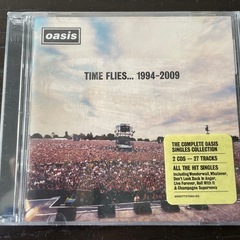 oasis
TIME FLIES... 1994-2009
THE COMPLETE OASIS
SINGLES COLLECTION
2 CDS — 27 TRACKS
ALL THE HIT SINGLES
Including Wonderwall, Whatever,
Don't Look Back In Anger,
Live Forever, Roll With It
& Champagne Supernova